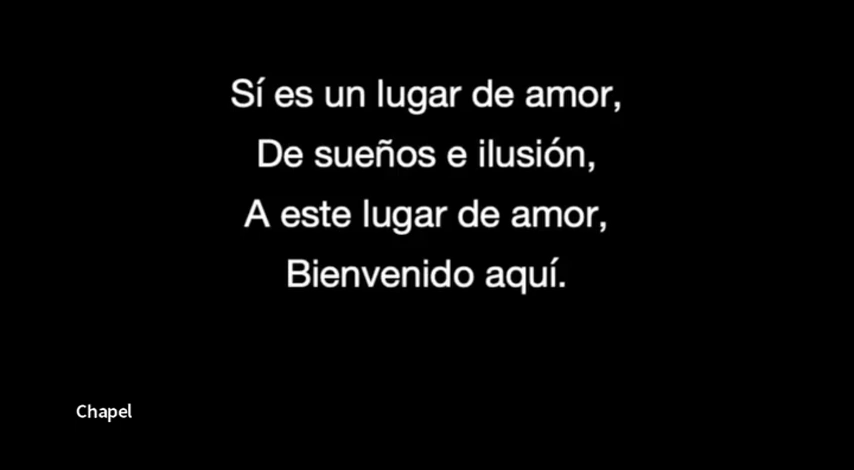 Sí es un lugar de amor,
De sueños e ilusión,
A este lugar de amor,
Bienvenido aquí.
Chapel